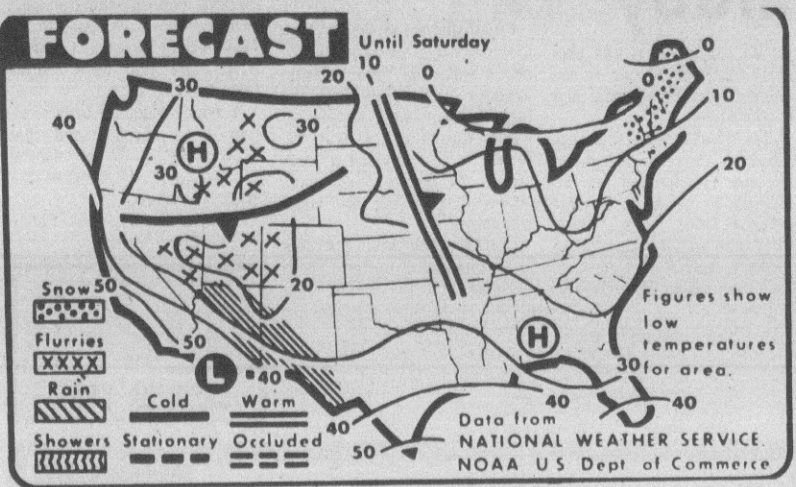 FORECAST
Until Saturday
10
20
30
0
0
0
10
20
40
30
H
30
50
50
20
L
40
H
30
40
40
40
50
Figures show
low
temperatures
for area.
Snow
Flurries
XXXX
Rain
Showers
Cold
Warm
Stationary
Occluded
Data from
NATIONAL WEATHER SERVICE.
NOAA US Dept of Commerce